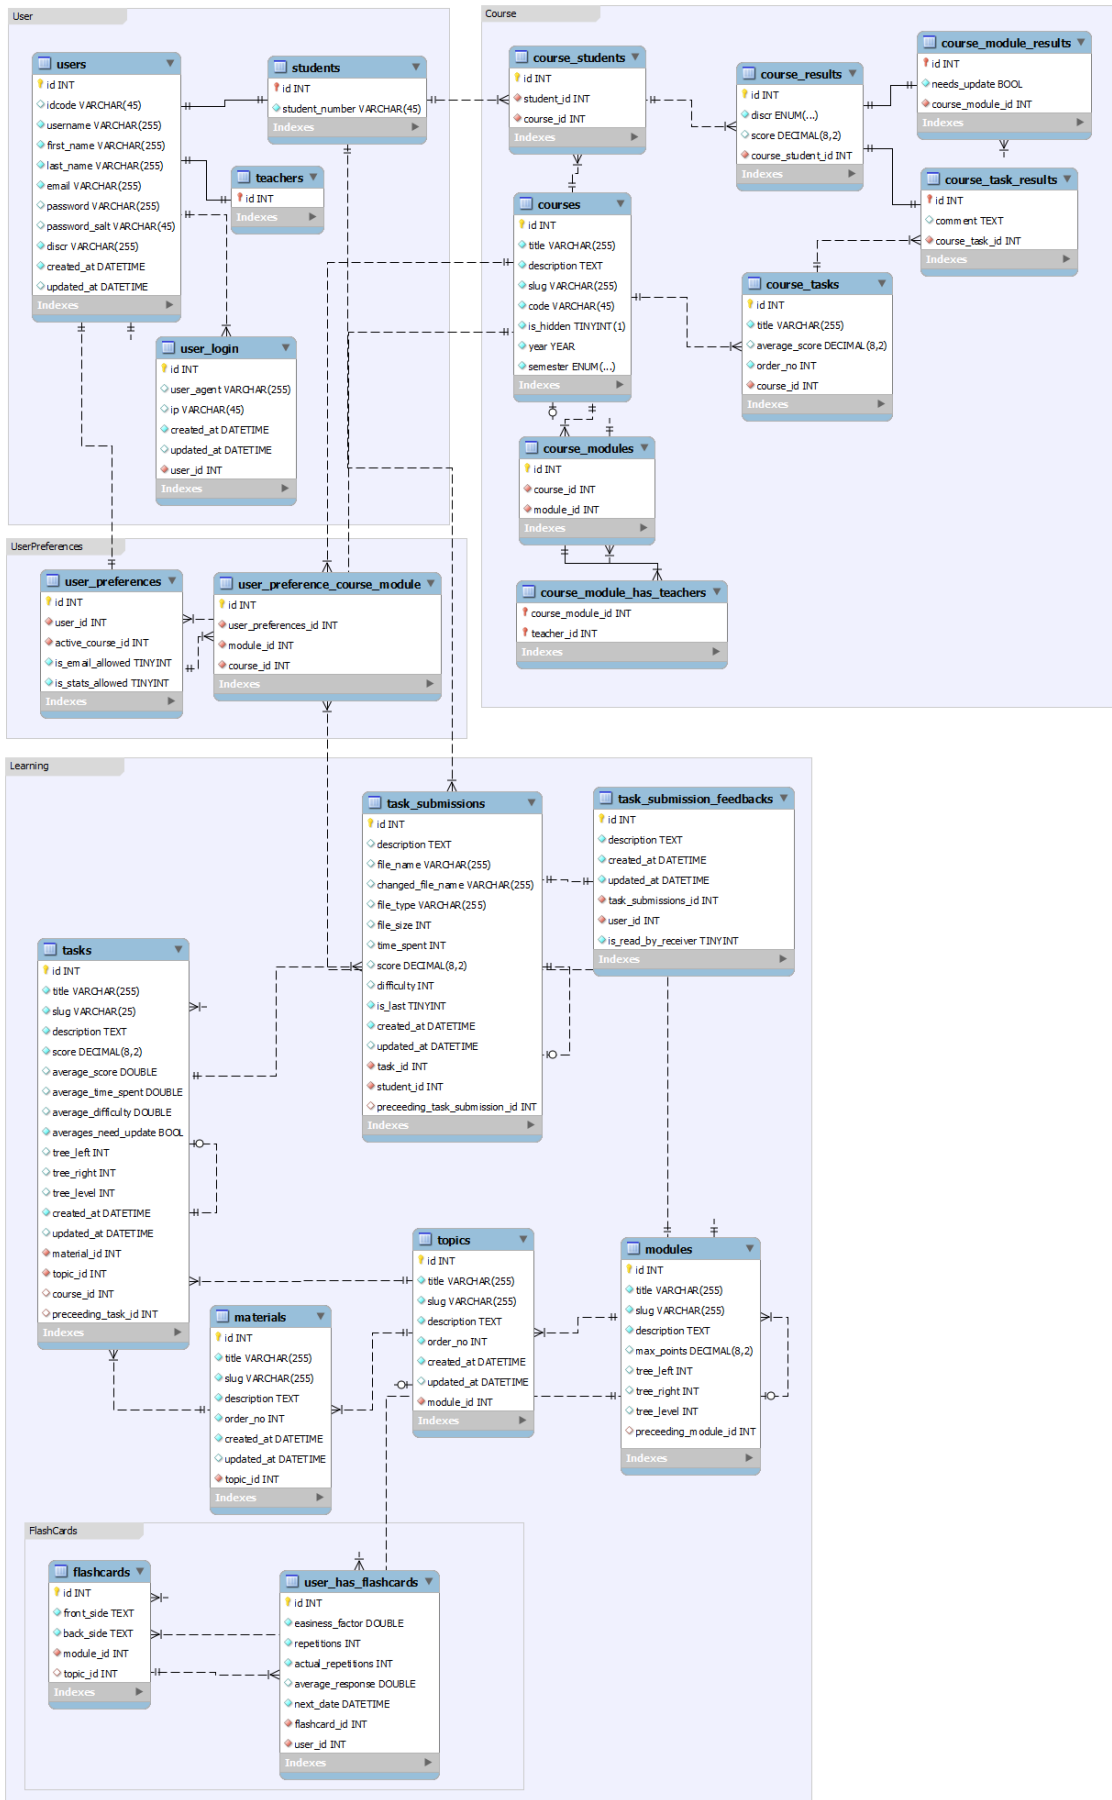 User
users
id INT
idcode VARCHAR(45)
username VARCHAR(255)
first_name VARCHAR(255)
last_name VARCHAR(255)
email VARCHAR(255)
password VARCHAR(255)
password_salt VARCHAR(45)
discr VARCHAR(255)
created_at DATETIME
updated_at DATETIME
Indexes
students
id INT
student_number VARCHAR(45)
Indexes
teachers
id INT
Indexes
user_login
id INT
user_agent VARCHAR(255)
ip VARCHAR(45)
created_at DATETIME
updated_at DATETIME
user_id INT
Indexes
Course
course_students
id INT
student_id INT
course_id INT
Indexes
course_results
id INT
discr ENUM(...)
score DECIMAL(8,2)
course_student_id INT
Indexes
course_module_results
id INT
needs_update BOOL
course_module_id INT
Indexes
course_task_results
id INT
comment TEXT
course_task_id INT
Indexes
courses
id INT
title VARCHAR(255)
description TEXT
slug VARCHAR(255)
code VARCHAR(45)
is_hidden TINYINT(1)
year YEAR
semester ENUM(...)
Indexes
course_tasks
id INT
title VARCHAR(255)
average_score DECIMAL(8,2)
order_no INT
course_id INT
Indexes
course_modules
id INT
course_id INT
module_id INT
Indexes
course_module_has_teachers
course_module_id INT
teacher_id INT
Indexes
UserPreferences
user_preferences
id INT
user_id INT
active_course_id INT
is_email_allowed TINYINT
is_stats_allowed TINYINT
Indexes
user_preference_course_module
id INT
user_preferences_id INT
module_id INT
course_id INT
Indexes
Learning
task_submissions
id INT
description TEXT
file_name VARCHAR(255)
changed_file_name VARCHAR(255)
file_type VARCHAR(255)
file_size INT
time_spent INT
score DECIMAL(8,2)
difficulty INT
is_last TINYINT
created_at DATETIME
updated_at DATETIME
task_id INT
student_id INT
preceeding_task_submission_id INT
Indexes
task_submission_feedbacks
id INT
description TEXT
created_at DATETIME
updated_at DATETIME
task_submissions_id INT
user_id INT
is_read_by_receiver TINYINT
Indexes
tasks
id INT
title VARCHAR(255)
slug VARCHAR(25)
description TEXT
score DECIMAL(8,2)
average_score DOUBLE
average_time_spent DOUBLE
average_difficulty DOUBLE
averages_need_update BOOL
tree_left INT
tree_right INT
tree_level INT
created_at DATETIME
updated_at DATETIME
material_id INT
topic_id INT
course_id INT
preceeding_task_id INT
Indexes
topics
id INT
title VARCHAR(255)
slug VARCHAR(255)
description TEXT
order_no INT
created_at DATETIME
updated_at DATETIME
module_id INT
Indexes
modules
id INT
title VARCHAR(255)
slug VARCHAR(255)
description TEXT
max_points DECIMAL(8,2)
tree_left INT
tree_right INT
tree_level INT
preceeding_module_id INT
Indexes
materials
id INT
title VARCHAR(255)
slug VARCHAR(255)
description TEXT
order_no INT
created_at DATETIME
updated_at DATETIME
topic_id INT
Indexes
FlashCards
flashcards
id INT
front_side TEXT
back_side TEXT
module_id INT
topic_id INT
Indexes
user_has_flashcards
id INT
easiness_factor DOUBLE
repetitions INT
actual_repetitions INT
average_response DOUBLE
next_date DATETIME
flashcard_id INT
user_id INT
Indexes